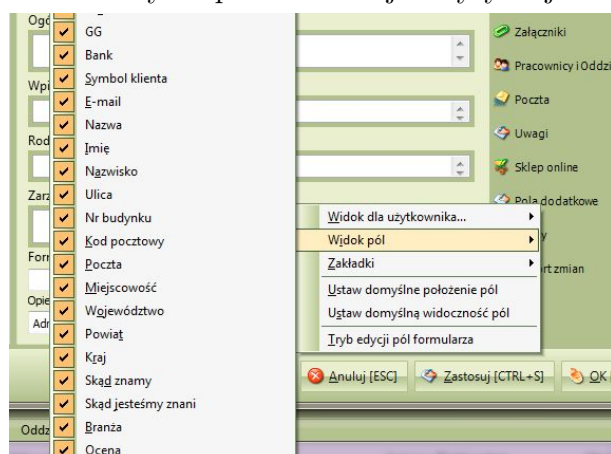 GG
Bank
Symbol klienta
E-mail
Nazwa
Imię
Nazwisko
Ulica
Nr budynku
Kod pocztowy
Poczta
Miejscowość
Województwo
Powiat
Kraj
Skąd znamy
Skąd jesteśmy znani
Branża
Ocena
Ogó
Wpi
Rod
Zarz
Forr
Opie
Adr
Oddz
Widok dla użytkownika...
Widok pól
Zakładki
Ustaw domyślne położenie pól
Ustaw domyślną widoczność pól
Tryb edycji pól formularza
Załączniki
Pracownicy i Oddzi
Poczta
Uwagi
Sklep online
Pola dodatkowe
y
ort zmian
Anuluj [ESC]
Zastosuj [CTRL+S]
OK